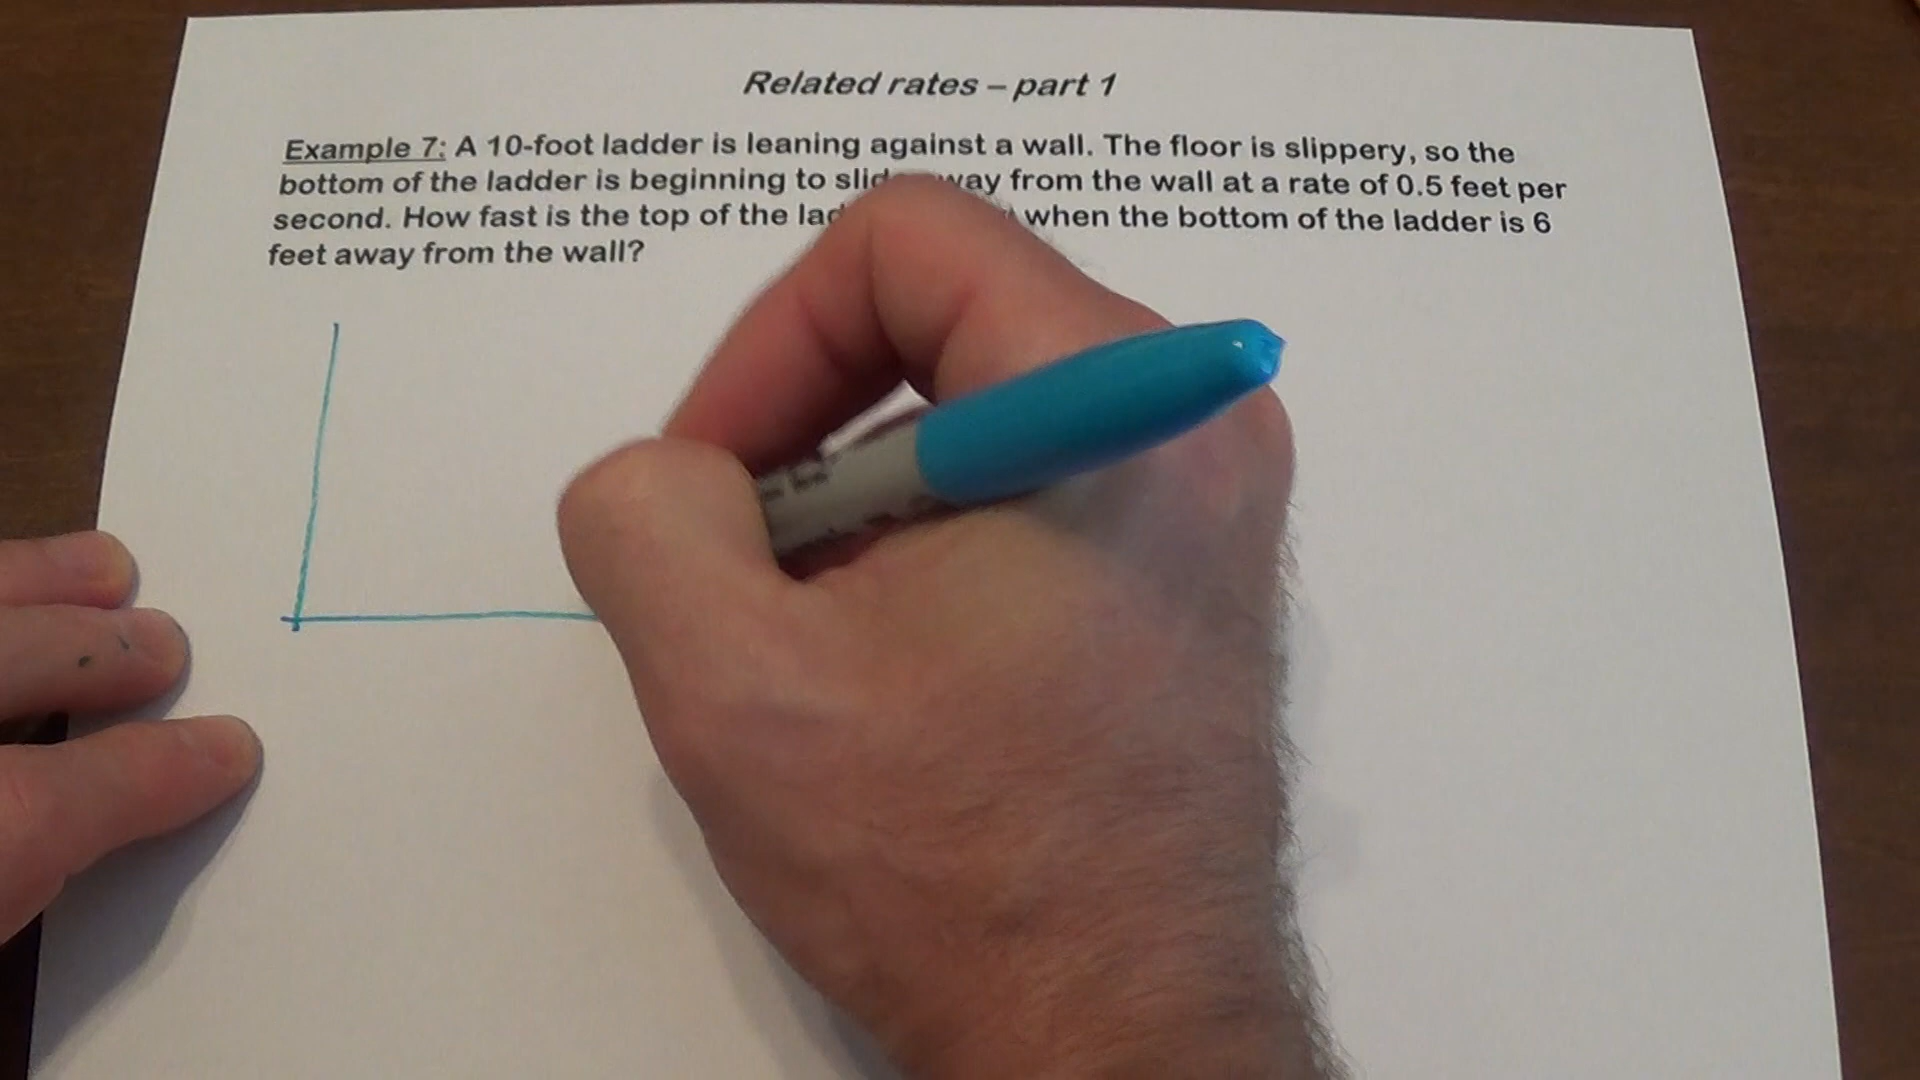 Related rates – part 1
Example 7: A 10-foot ladder is leaning against a wall. The floor is slippery, so the
bottom of the ladder is beginning to slide away from the wall at a rate of 0.5 feet per
second. How fast is the top of the when the bottom of the ladder is 6
feet away from the wall?